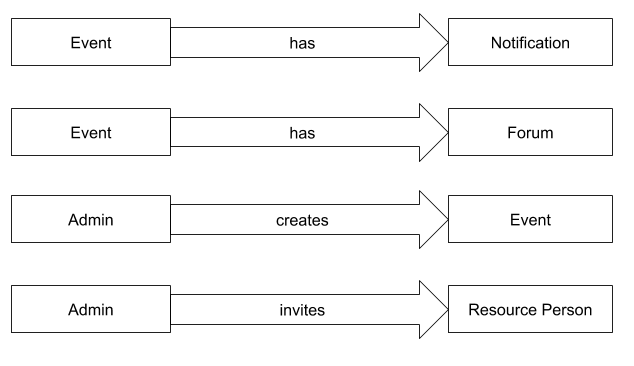 Event has Notification
Event has Forum
Admin creates Event
Admin invites Resource Person